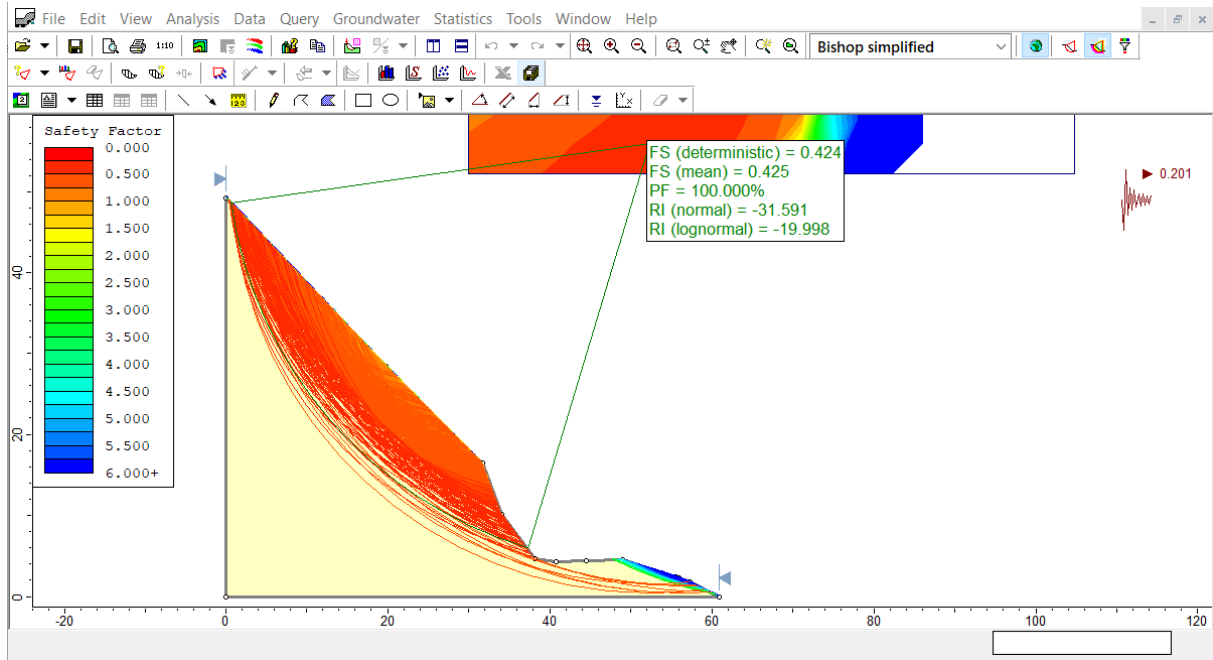 File Edit View Analysis Data Query Groundwater Statistics Tools Window Help
1:10
Bishop simplified
123
Safety Factor
0.000
0.500
1.000
1.500
2.000
2.500
3.000
3.500
4.000
4.500
5.000
5.500
6.000+
FS (deterministic) = 0.424
FS (mean) = 0.425
PF = 100.000%
RI (normal) = -31.591
RI (lognormal) = -19.998
0.201
40
20
0
-20 0 20 40 60 80 100 120